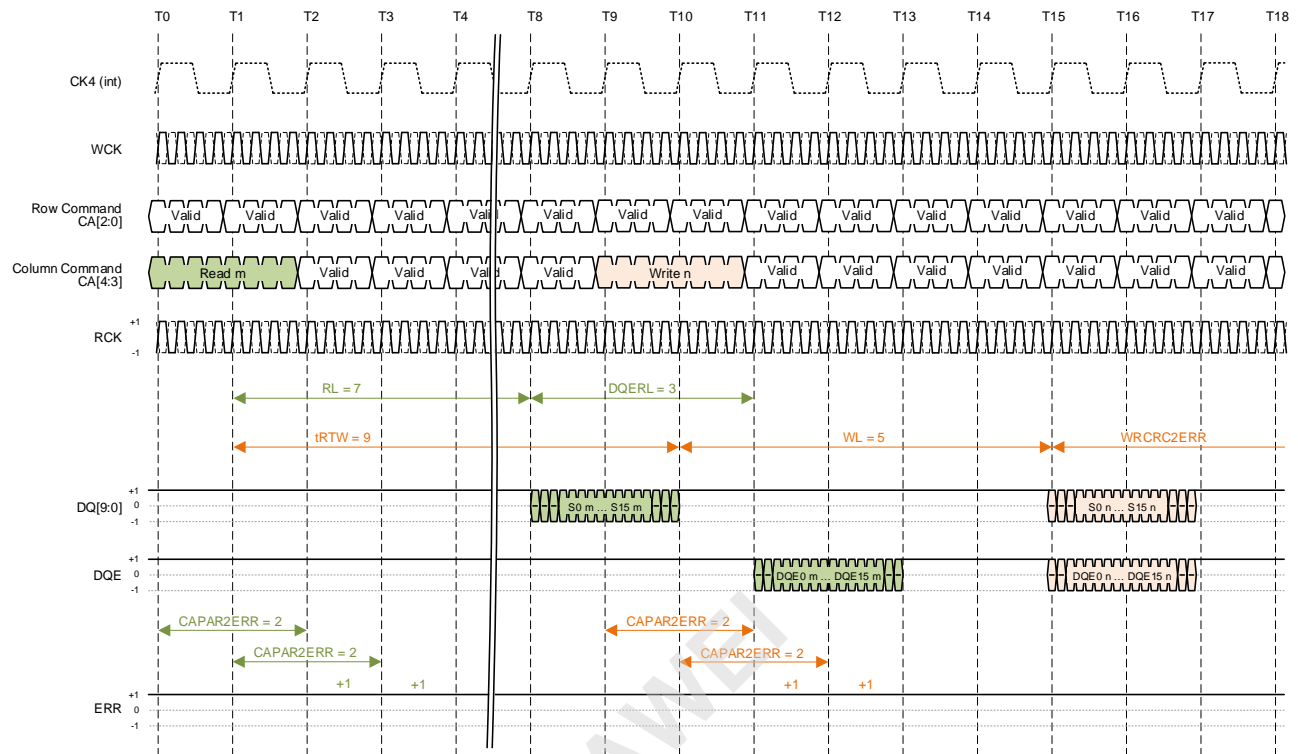 T0 T1 T2 T3 T4 T8 T9 T10 T11 T12 T13 T14 T15 T16 T17 T18
CK4 (int)
WCK
Row Command
CA[2:0]
Valid Valid Valid Valid Valid Valid Valid Valid Valid Valid Valid Valid Valid Valid
Column Command
CA[4:3]
Read m Valid Valid Valid Valid Write n Valid Valid Valid Valid Valid Valid Valid
RCK
+1
-1
RL = 7 DQERL = 3
tRTW = 9 WL = 5 WRCRC2ERR
DQ[9:0]
+1
0
-1
S0 m ... S15 m S0 n ... S15 n
DQE
+1
0
-1
DQE0 m ... DQE15 m DQE0 n ... DQE15 n
CAPAR2ERR = 2 CAPAR2ERR = 2
CAPAR2ERR = 2 CAPAR2ERR = 2
+1 +1 +1 +1
ERR
+1
0
-1